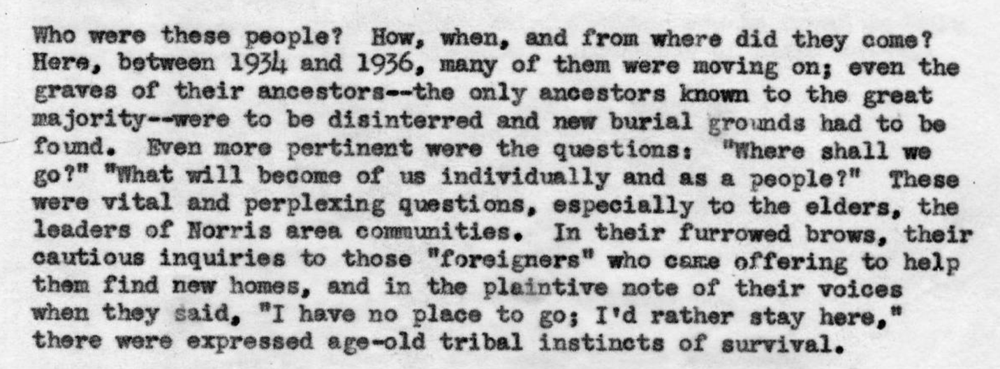 Who were these people?  How, when, and from where did they come?
Here, between 1934 and 1936, many of them were moving on; even the
graves of their ancestors--the only ancestors known to the great
majority--were to be disinterred and new burial grounds had to be
found.  Even more pertinent were the questions:  "Where shall we
go?" "What will become of us individually and as a people?"  These
were vital and perplexing questions, especially to the elders, the
leaders of Norris area communities.  In their furrowed brows, their
cautious inquiries to those "foreigners" who came offering to help
them find new homes, and in the plaintive note of their voices
when they said, "I have no place to go; I'd rather stay here,"
there were expressed age-old tribal instincts of survival.